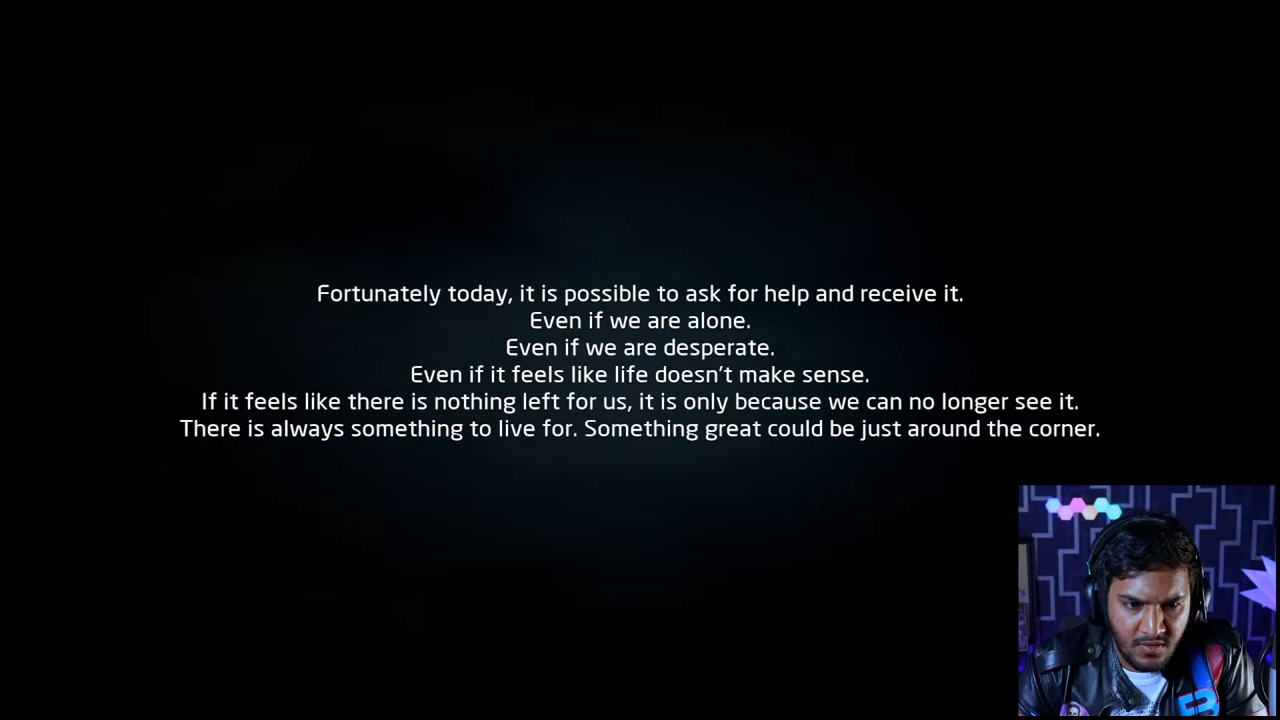 Fortunately today, it is possible to ask for help and receive it.
Even if we are alone.
Even if we are desperate.
Even if it feels like life doesn't make sense.
If it feels like there is nothing left for us, it is only because we can no longer see it.
There is always something to live for. Something great could be just around the corner.